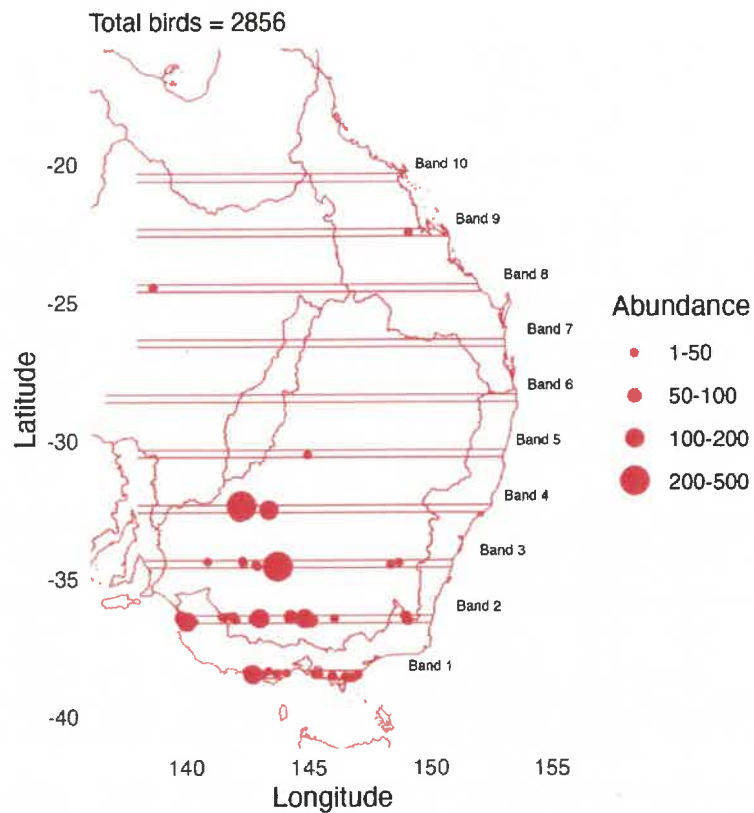 Total birds = 2856
Band 10
-20
Band 9
Band 8
-25
Band 7
Band 6
-30
Band 5
Band 4
Band 3
-35
Band 2
Band 1
-40
140 145 150 155
Longitude
Latitude
Abundance
1-50
50-100
100-200
200-500